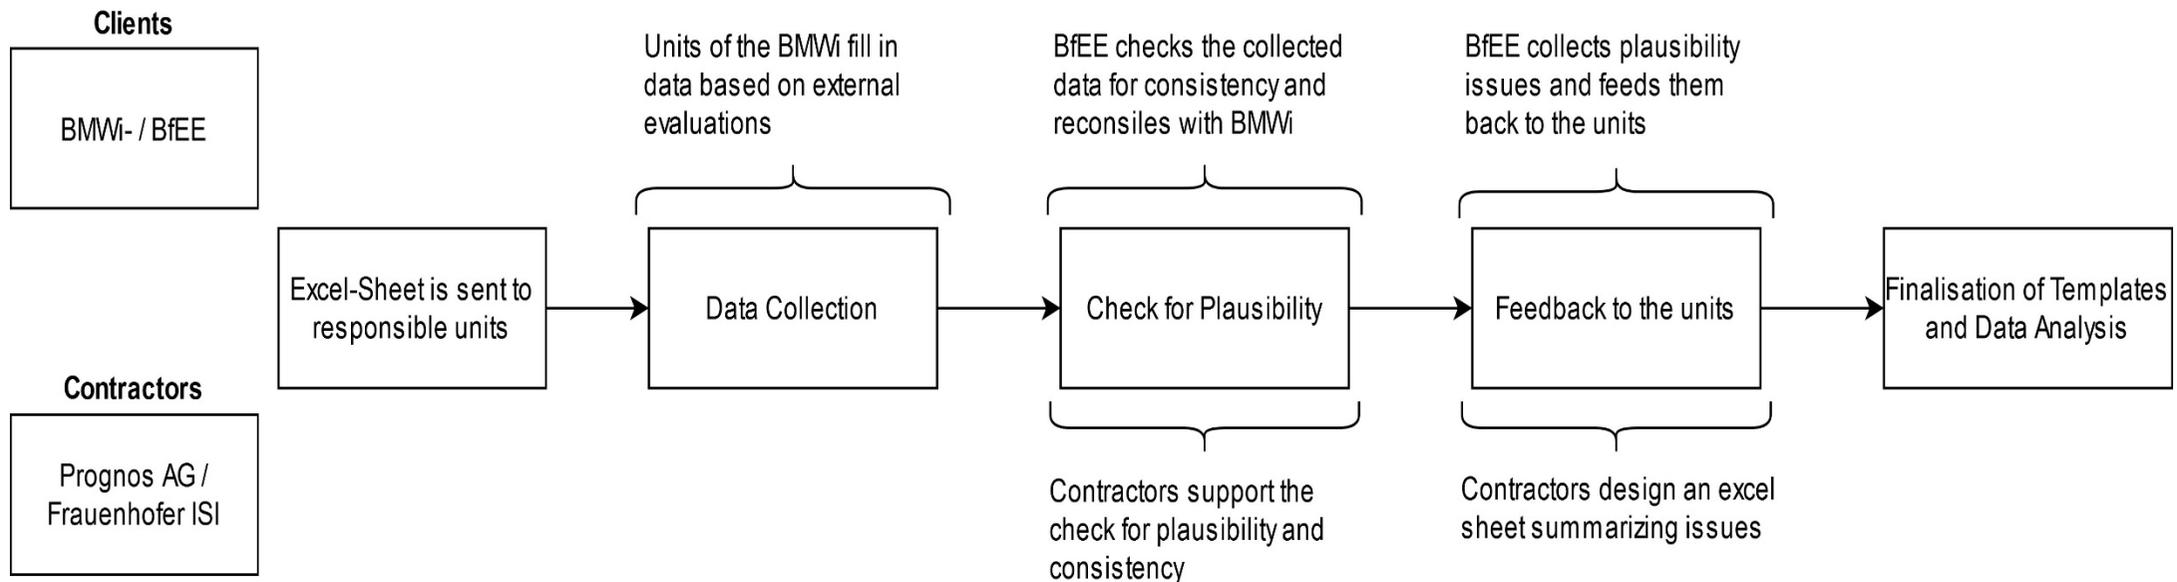 Clients
BMWi- / BfEE
Units of the BMWi fill in
data based on external
evaluations
BfEE checks the collected
data for consistency and
reconsiles with BMWi
BfEE collects plausibility
issues and feeds them
back to the units
Excel-Sheet is sent to
responsible units
Data Collection
Check for Plausibility
Feedback to the units
Finalisation of Templates
and Data Analysis
Contractors
Prognos AG /
Frauenhofer ISI
Contractors support the
check for plausibility and
consistency
Contractors design an excel
sheet summarizing issues